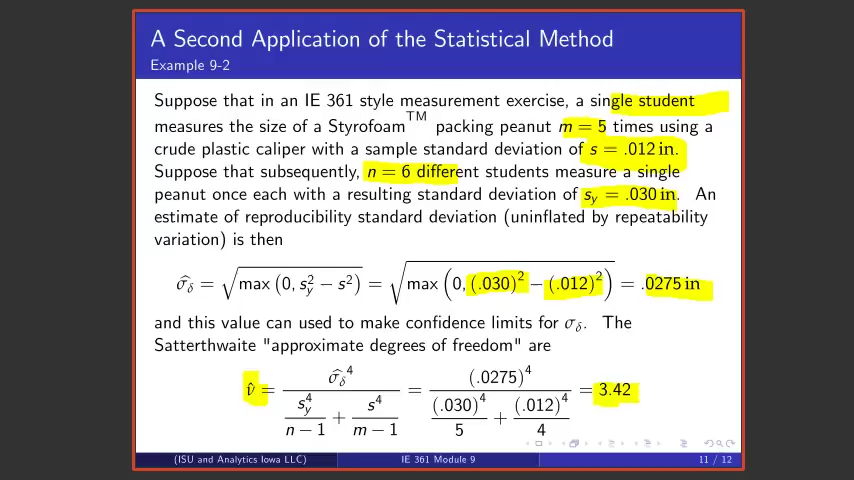 A Second Application of the Statistical Method
Example 9-2
Suppose that in an IE 361 style measurement exercise, a single student
measures the size of a Styrofoam™ packing peanut m = 5 times using a
crude plastic caliper with a sample standard deviation of s = .012 in.
Suppose that subsequently, n = 6 different students measure a single
peanut once each with a resulting standard deviation of s_y = .030 in. An
estimate of reproducibility standard deviation (uninflated by repeatability
variation) is then
σ̂_δ = √(max (0, s_y² − s²)) = √(max (0, (.030)² − (.012)²)) = .0275 in
and this value can used to make confidence limits for σ_δ. The
Satterthwaite "approximate degrees of freedom" are
ν̂ = σ̂_δ⁴ / (s_y⁴/(n − 1) + s⁴/(m − 1)) = (.0275)⁴ / ((.030)⁴/5 + (.012)⁴/4) = 3.42
(ISU and Analytics Iowa LLC) IE 361 Module 9 11 / 12